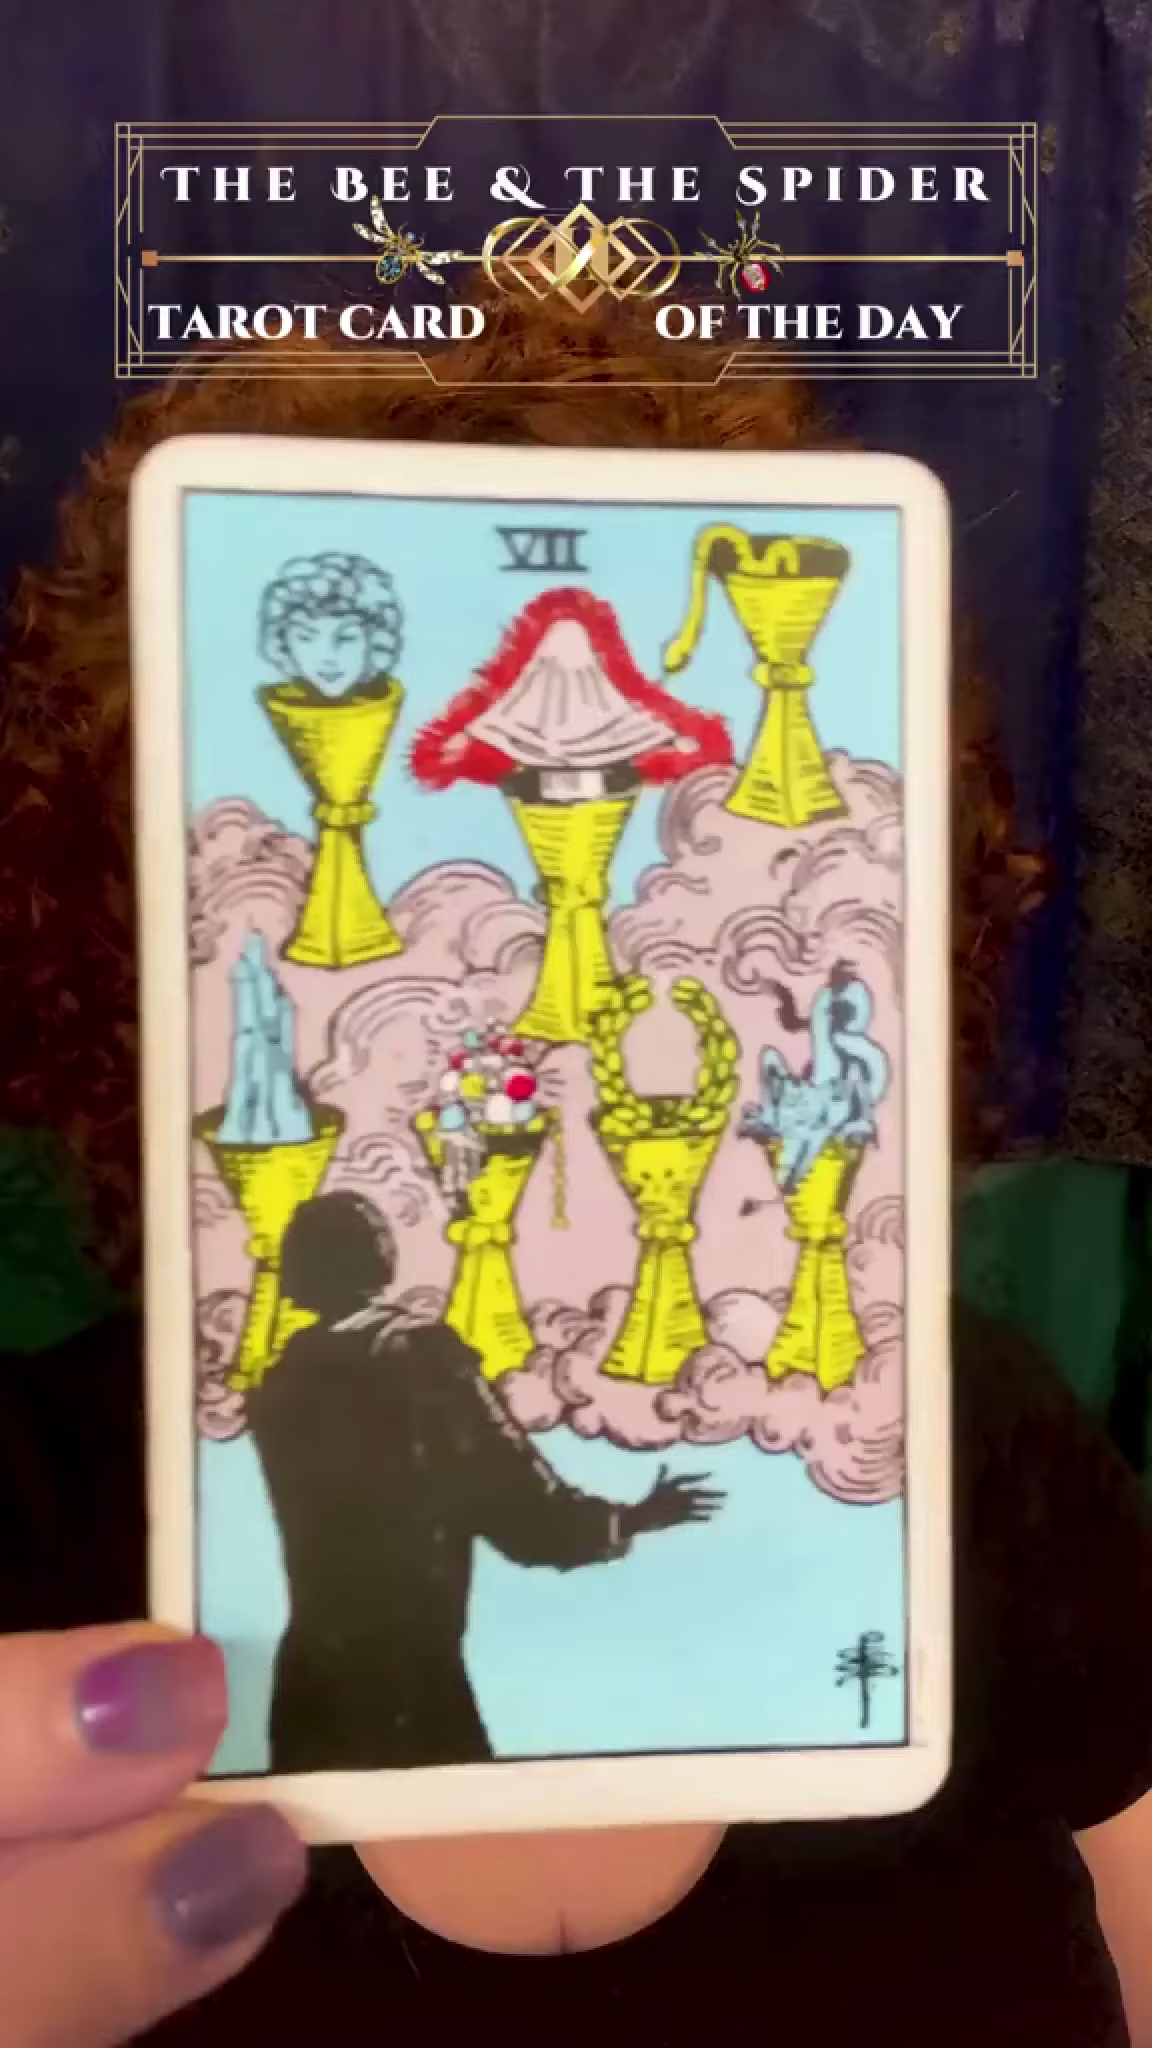 THE BEE & THE SPIDER
TAROT CARD OF THE DAY
VII